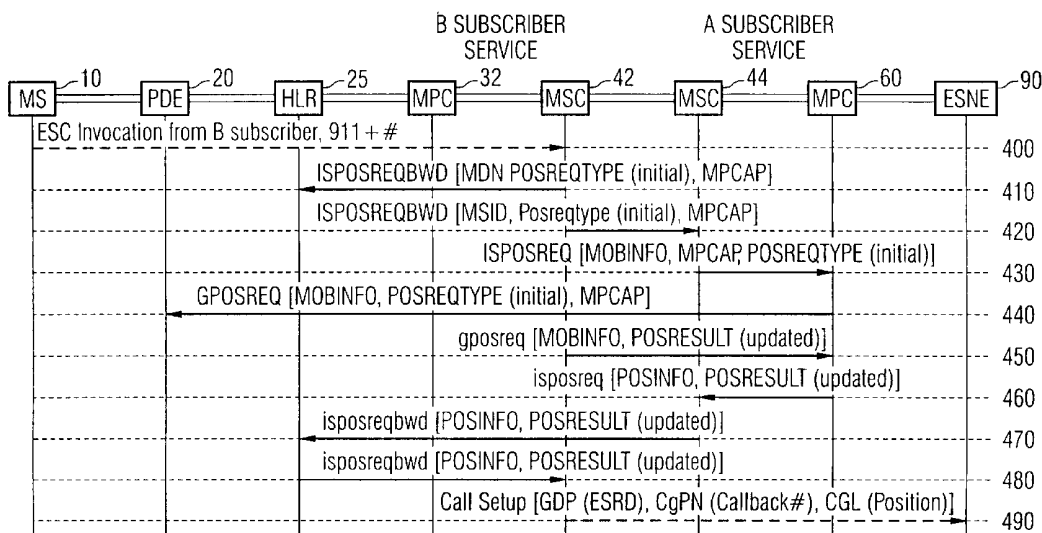 B SUBSCRIBER
SERVICE
A SUBSCRIBER
SERVICE
MS 10 PDE 20 HLR 25 MPC 32 MSC 42 MSC 44 MPC 60 ESNE 90
ESC Invocation from B subscriber, 911+#
400
ISPOSREQBWD [MDN POSREQTYPE (initial), MPCAP]
410
ISPOSREQBWD [MSID, Posreqtype (initial), MPCAP]
420
ISPOSREQ [MOBINFO, MPCAP, POSREQTYPE (initial)]
430
GPOSREQ [MOBINFO, POSREQTYPE (initial), MPCAP]
440
gposreq [MOBINFO, POSRESULT (updated)]
450
isposreq [POSINFO, POSRESULT (updated)]
460
isposreqbwd [POSINFO, POSRESULT (updated)]
470
isposreqbwd [POSINFO, POSRESULT (updated)]
480
Call Setup [GDP (ESRD), CgPN (Callback#), CGL (Position)]
490